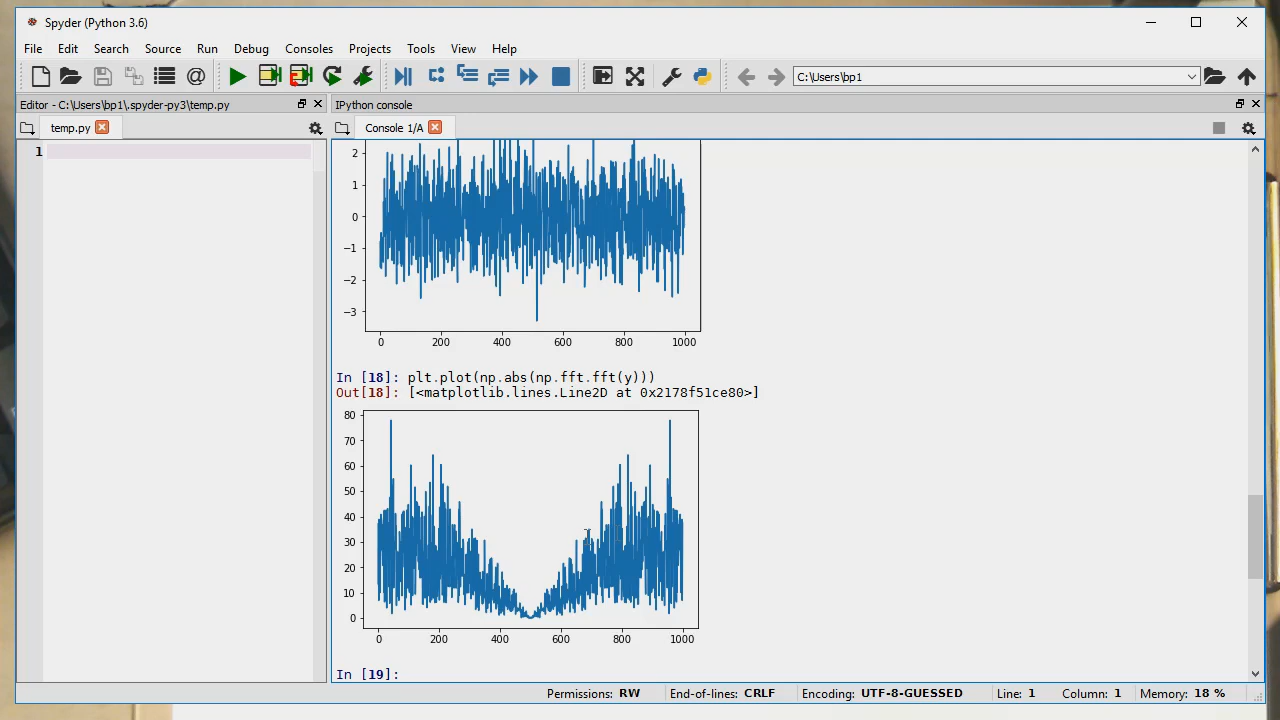 Spyder (Python 3.6)
File Edit Search Source Run Debug Consoles Projects Tools View Help
@ C:\Users\bp1
Editor - C:\Users\bp1\.spyder-py3\temp.py
IPython console
temp.py
Console 1/A
1
2
1
0
−1
−2
−3
0 200 400 600 800 1000
In [18]: plt.plot(np.abs(np.fft.fft(y)))
Out[18]: [<matplotlib.lines.Line2D at 0x2178f51ce80>]
80
70
60
50
40
30
20
10
0
0 200 400 600 800 1000
In [19]:
Permissions: RW End-of-lines: CRLF Encoding: UTF-8-GUESSED Line: 1 Column: 1 Memory: 18 %